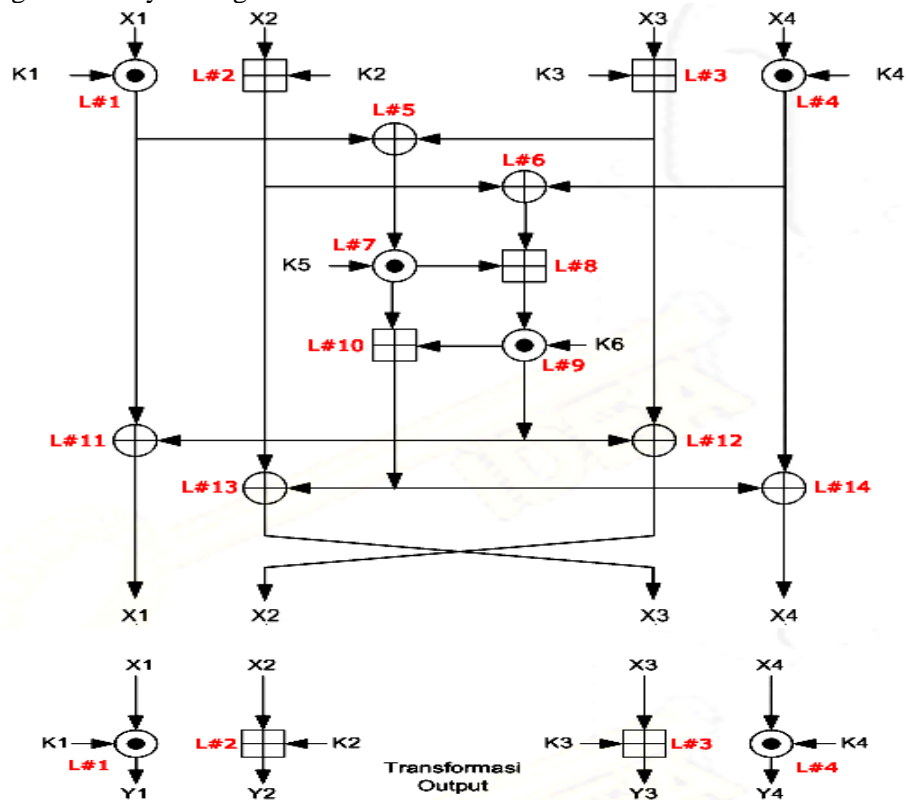 X1 X2 X3 X4
K1 L#2 K2 K3 L#3 K4
L#1 L#4
L#5
L#6
L#7
K5 L#8
L#10 K6
L#9
L#11 L#12
L#13 L#14
X1 X2 X3 X4
X1 X2 X3 X4
K1 L#2 K2 K3 L#3 K4
L#1 L#4
Transformasi
Output
Y1 Y2 Y3 Y4